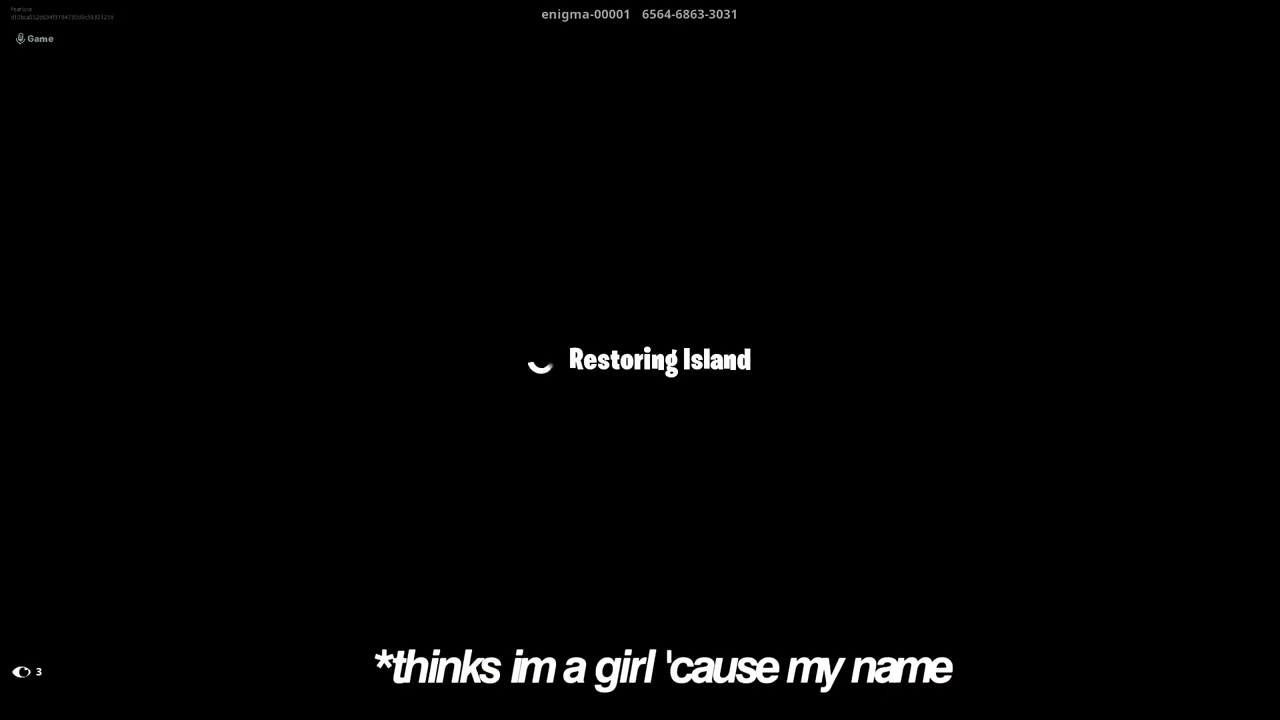 enigma-00001 6564-6863-3031
Game
Restoring Island
3
*thinks im a girl 'cause my name